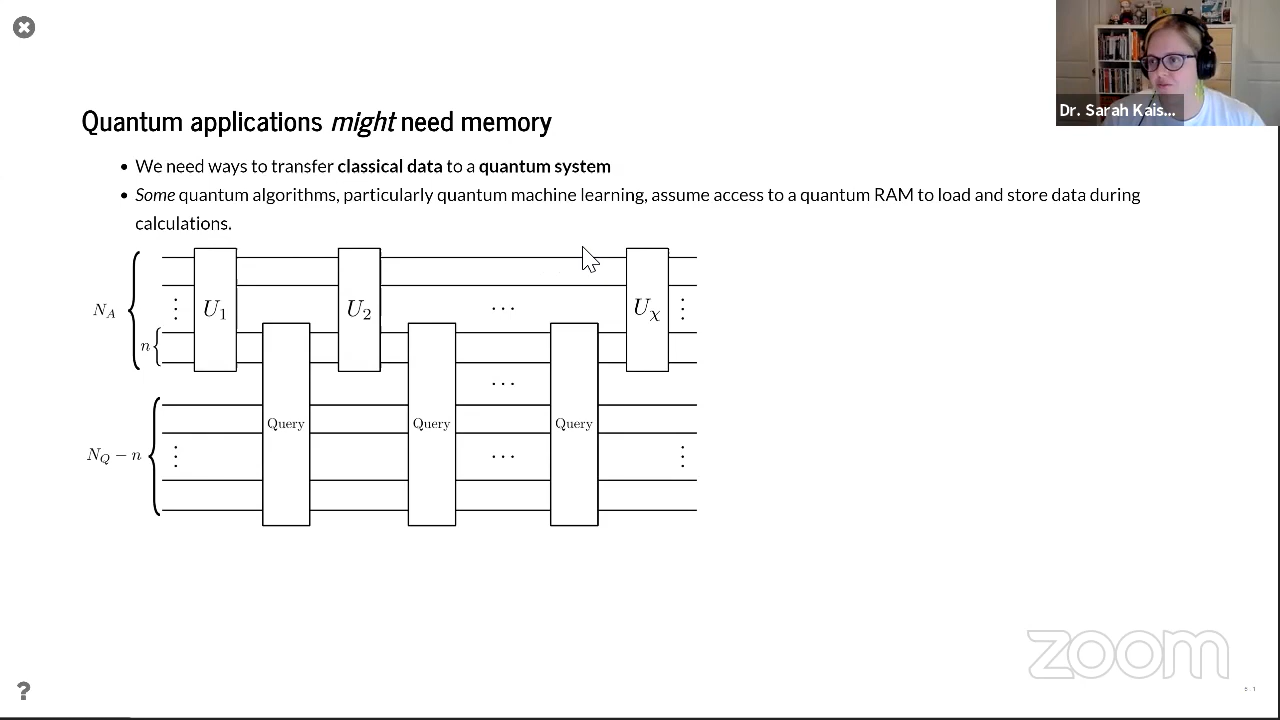 Dr. Sarah Kais...
Quantum applications might need memory
• We need ways to transfer classical data to a quantum system
• Some quantum algorithms, particularly quantum machine learning, assume access to a quantum RAM to load and store data during
calculations.
N_A
n
U_1
U_2
U_χ
...
...
Query
Query
Query
N_Q − n
...
zoom
?